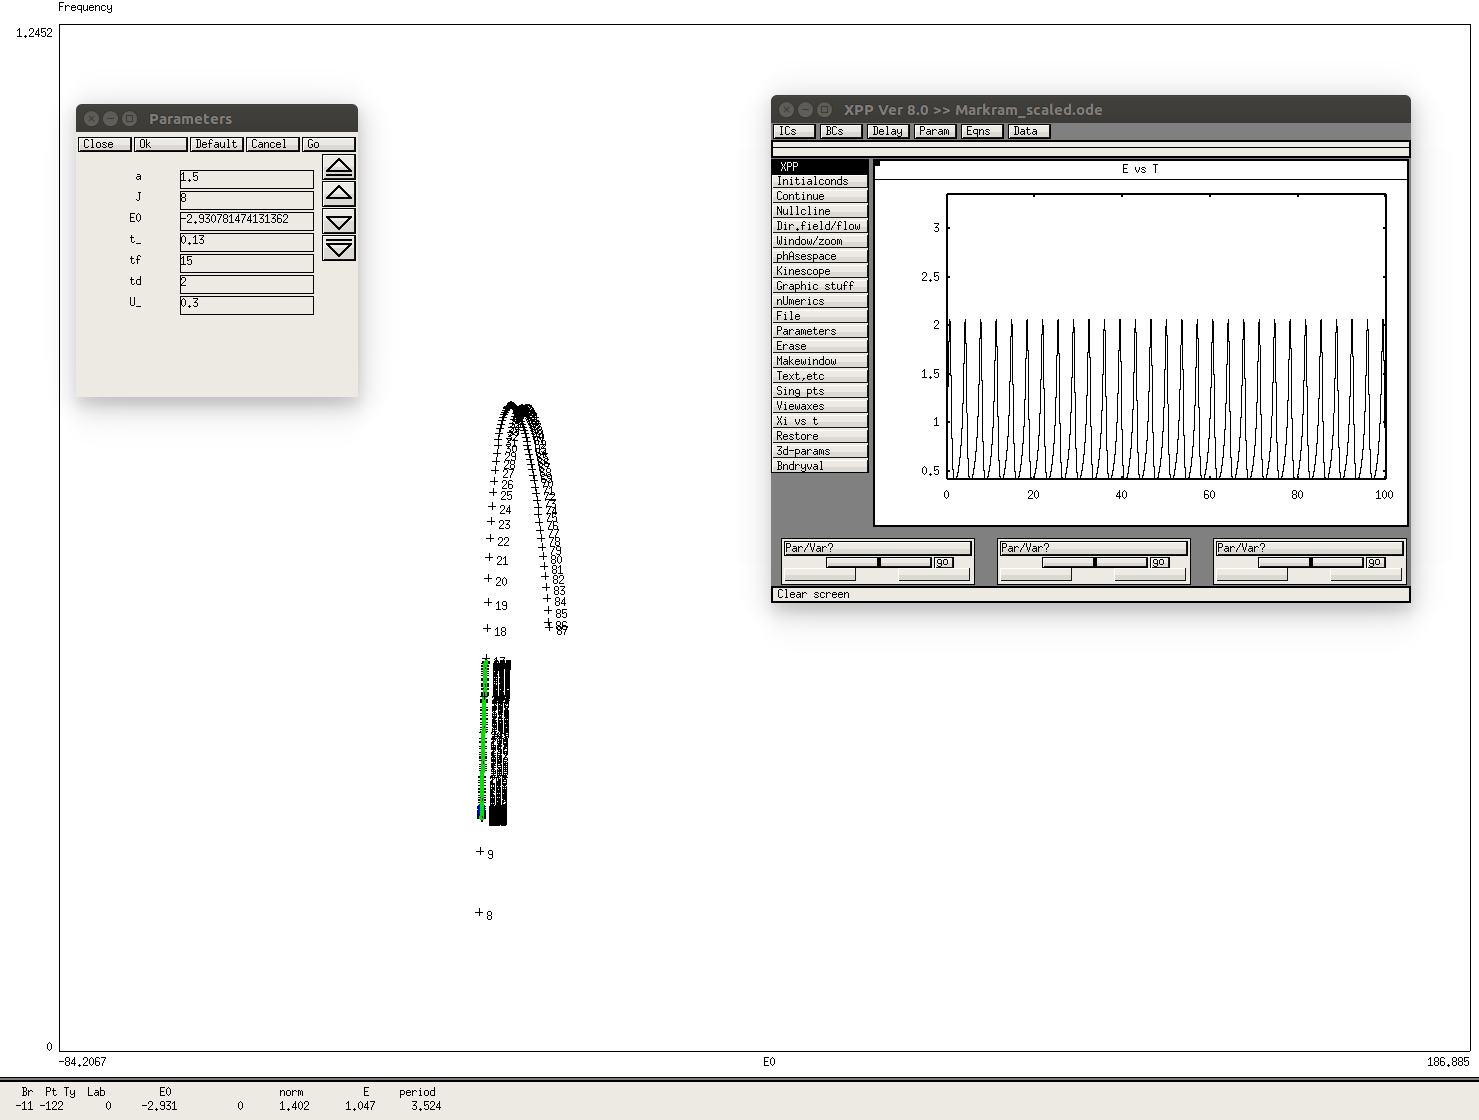 Frequency
1.2452
Parameters
Close Ok Default Cancel Go
a 1.5
J 8
E0 -2.930781474131362
t_ 0.13
tf 15
td 2
U_ 0.3
XPP Ver 8.0 >> Markram_scaled.ode
ICs BCs Delay Param Eqns Data
XPP
Initialconds
Continue
Nullcline
Dir.field/flow
Window/zoom
phAsespace
Kinescope
Graphic stuff
nUmerics
File
Parameters
Erase
Makewindow
Text,etc
Sing pts
Viewaxes
Xi vs t
Restore
3d-params
Bndryval
E vs T
3
2.5
2
1.5
1
0.5
0 20 40 60 80 100
Par/Var? Par/Var? Par/Var?
go go go
Clear screen
30
29
28
27
26
25
24
23
22
21
20
19
18
17
9
8
71
72
73
74
75
76
77
78
79
80
81
82
83
84
85
86
87
0
-84.2067 E0 186.885
Br Pt Ty Lab E0 norm E period
-11 -122 0 -2.931 0 1.402 1.047 3.524